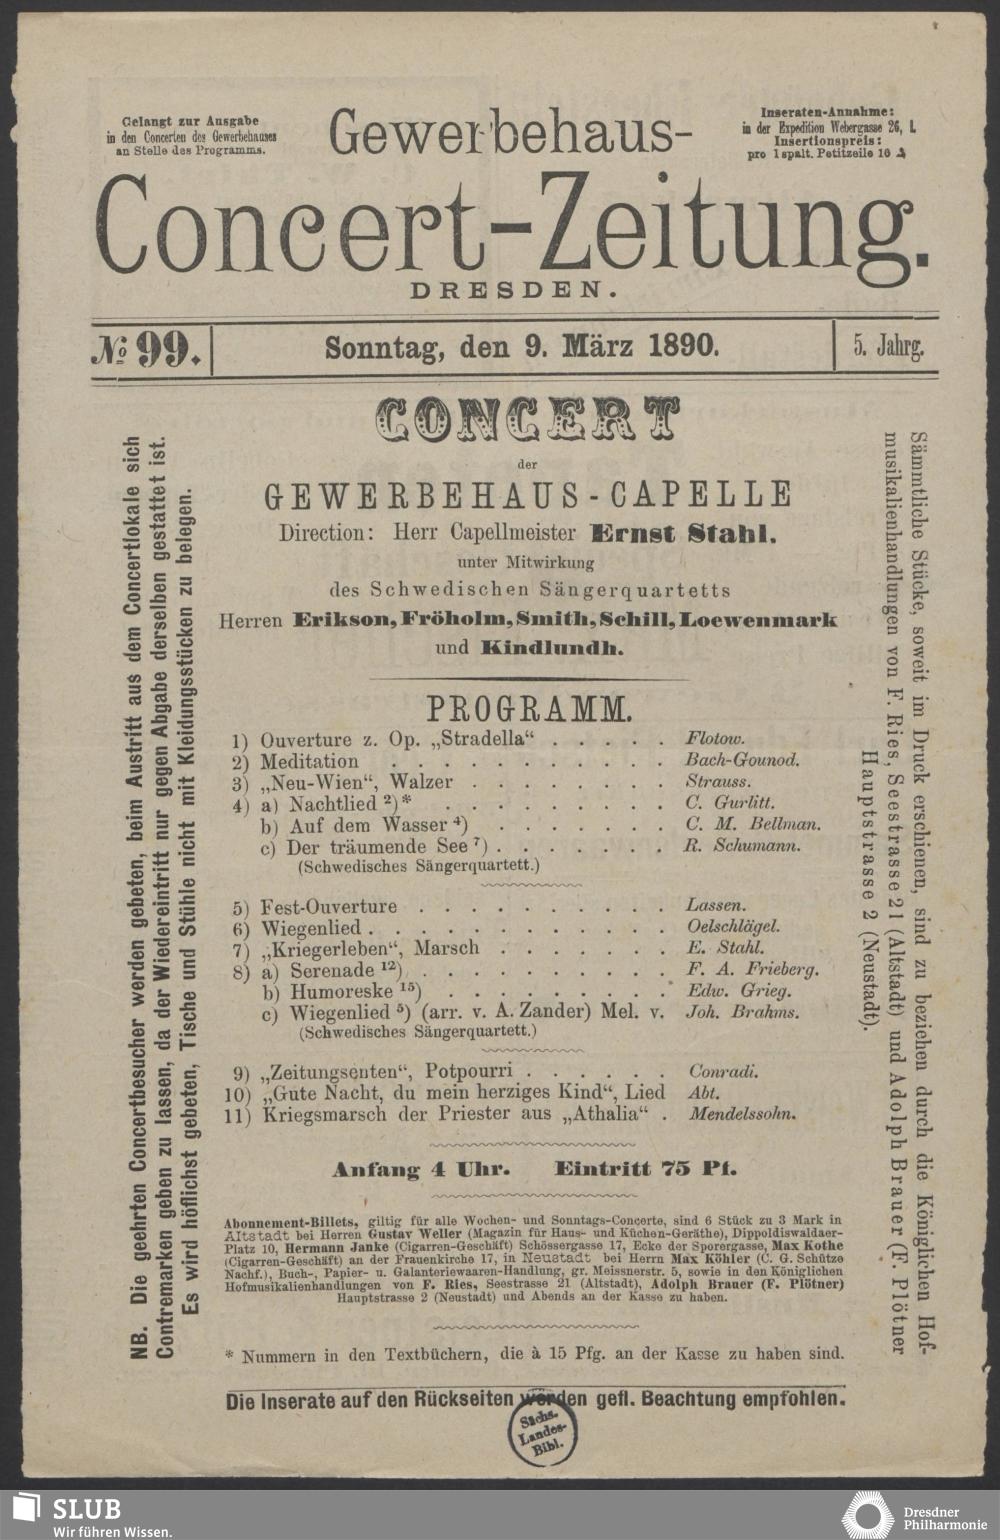 Gelangt zur Ausgabe
in den Concerten des Gewerbehauses
an Stelle des Programms.
Inseraten-Annahme:
in der Expedition Webergasse 26, I.
Insertionspreis:
pro 1spalt. Petitzeile 10 ₰
Gewerbehaus-
Concert-Zeitung.
DRESDEN.
№ 99.
Sonntag, den 9. März 1890.
5. Jahrg.
NB. Die geehrten Concertbesucher werden gebeten, beim Austritt aus dem Concertlokale sich
Contremarken geben zu lassen, da der Wiedereintritt nur gegen Abgabe derselben gestattet ist.
Es wird höflichst gebeten, Tische und Stühle nicht mit Kleidungsstücken zu belegen.
CONCERT
der
GEWERBEHAUS-CAPELLE
Direction: Herr Capellmeister Ernst Stahl.
unter Mitwirkung
des Schwedischen Sängerquartetts
Herren Erikson, Fröholm, Smith, Schill, Loewenmark
und Kindlundh.
PROGRAMM.
1) Ouverture z. Op. „Stradella“ . . . . . Flotow.
2) Meditation . . . . . . . . . . . Bach-Gounod.
3) „Neu-Wien“, Walzer . . . . . . . . Strauss.
4) a) Nachtlied ²)* . . . . . . . . . C. Gurlitt.
b) Auf dem Wasser ⁴) . . . . . . . C. M. Bellman.
c) Der träumende See ⁷) . . . . . . . R. Schumann.
(Schwedisches Sängerquartett.)
5) Fest-Ouverture . . . . . . . . . . Lassen.
6) Wiegenlied . . . . . . . . . . . . Oelschlägel.
7) „Kriegerleben“, Marsch . . . . . . . E. Stahl.
8) a) Serenade ¹²) . . . . . . . . . . F. A. Frieberg.
b) Humoreske ¹⁵) . . . . . . . . . Edw. Grieg.
c) Wiegenlied ⁵) (arr. v. A. Zander) Mel. v. Joh. Brahms.
(Schwedisches Sängerquartett.)
9) „Zeitungsenten“, Potpourri . . . . . . Conradi.
10) „Gute Nacht, du mein herziges Kind“, Lied Abt.
11) Kriegsmarsch der Priester aus „Athalia“ . Mendelssohn.
Anfang 4 Uhr. Eintritt 75 Pf.
Abonnement-Billets, giltig für alle Wochen- und Sonntags-Concerte, sind 6 Stück zu 3 Mark in
Altstadt bei Herren Gustav Weller (Magazin für Haus- und Küchen-Geräthe), Dippoldiswaldaer-
Platz 10, Hermann Janke (Cigarren-Geschäft) Schössergasse 17, Ecke der Sporergasse, Max Kothe
(Cigarren-Geschäft) an der Frauenkirche 17, in Neustadt bei Herrn Max Köhler (C. G. Schütze
Nachf.), Buch-, Papier- u. Galanteriewaaren-Handlung, gr. Meissnerstr. 5, sowie in den Königlichen
Hofmusikalienhandlungen von F. Ries, Seestrasse 21 (Altstadt), Adolph Brauer (F. Plötner)
Hauptstrasse 2 (Neustadt) und Abends an der Kasse zu haben.
* Nummern in den Textbüchern, die à 15 Pfg. an der Kasse zu haben sind.
Die Inserate auf den Rückseiten werden gefl. Beachtung empfohlen.
Sämmtliche Stücke, soweit im Druck erschienen, sind zu beziehen durch die Königlichen Hof-
musikalienhandlungen von F. Ries, Seestrasse 21 (Altstadt) und Adolph Brauer (F. Plötner
Hauptstrasse 2 (Neustadt).
Sächs.
Landes-
Bibl.
SLUB
Wir führen Wissen.
Dresdner
Philharmonie